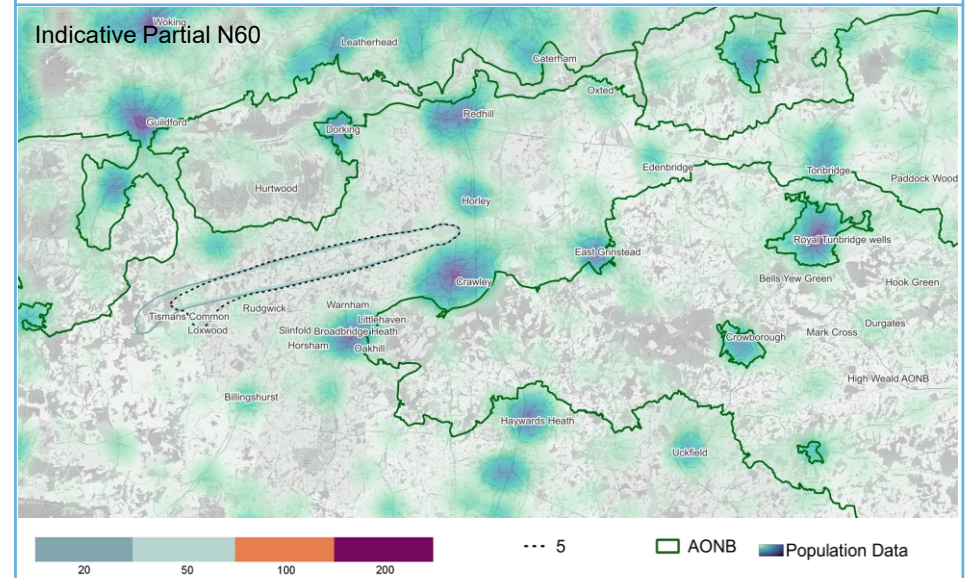 Woking
Indicative Partial N60
Leatherhead
Caterham
Oxted
Guildford
Redhill
Dorking
Edenbridge
Tonbridge
Paddock Wood
Hurtwood
Horley
Royal Tunbridge wells
East Grinstead
Bells Yew Green
Hook Green
Crawley
Warnham
Rudgwick
Tismans Common
Littlehaven
Loxwood
Slinfold Broadbridge Heath
Durgates
Mark Cross
Crowborough
Horsham
Oakhill
High Weald AONB
Billingshurst
Haywards Heath
Uckfield
5
AONB
Population Data
20 50 100 200